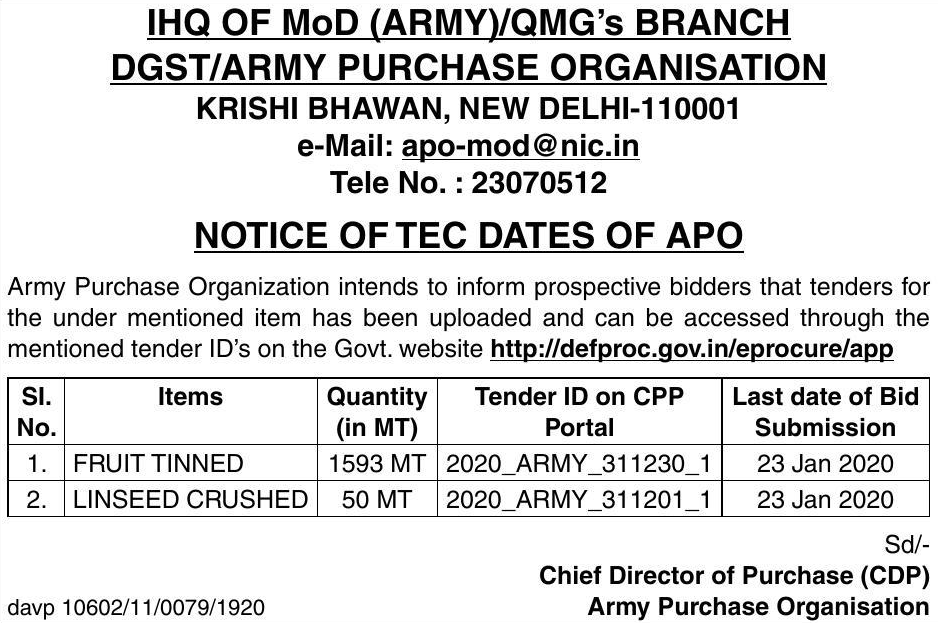 IHQ OF MoD (ARMY)/QMG's BRANCH
DGST/ARMY PURCHASE ORGANISATION
KRISHI BHAWAN, NEW DELHI-110001
e-Mail: apo-mod@nic.in
Tele No. : 23070512
NOTICE OF TEC DATES OF APO
Army Purchase Organization intends to inform prospective bidders that tenders for
the under mentioned item has been uploaded and can be accessed through the
mentioned tender ID's on the Govt. website http://defproc.gov.in/eprocure/app
Sl. No. Items Quantity (in MT) Tender ID on CPP Portal Last date of Bid Submission
1. FRUIT TINNED 1593 MT 2020_ARMY_311230_1 23 Jan 2020
2. LINSEED CRUSHED 50 MT 2020_ARMY_311201_1 23 Jan 2020
Sd/-
Chief Director of Purchase (CDP)
davp 10602/11/0079/1920 Army Purchase Organisation